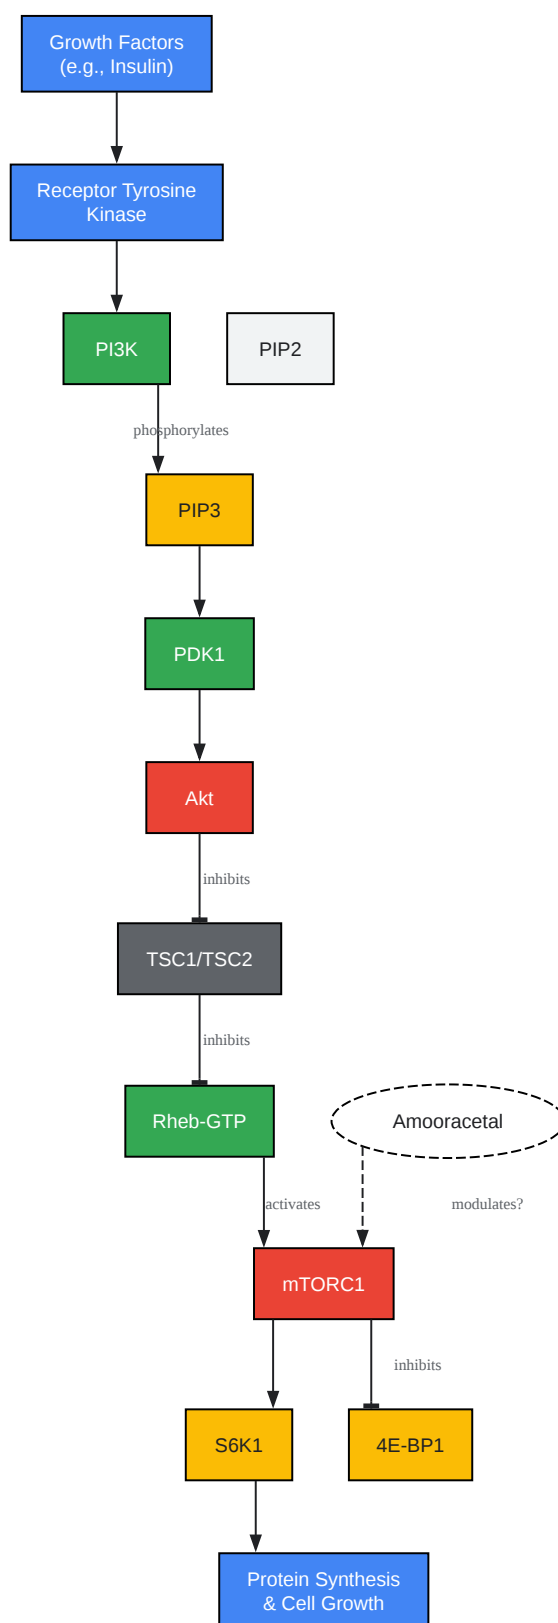 Growth Factors
(e.g., Insulin)
Receptor Tyrosine
Kinase
PI3K
PIP2
phosphorylates
PIP3
PDK1
Akt
inhibits
TSC1/TSC2
inhibits
Rheb-GTP
Amooracetal
activates
modulates?
mTORC1
inhibits
S6K1
4E-BP1
Protein Synthesis
& Cell Growth